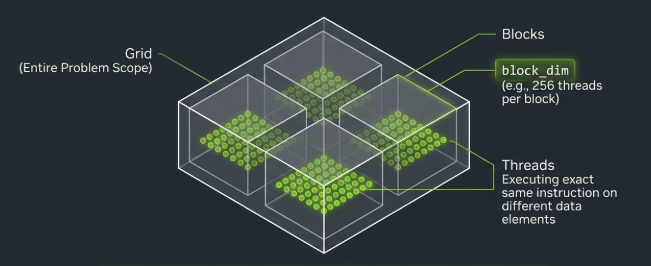 Grid
(Entire Problem Scope)
Blocks
block_dim
(e.g., 256 threads
per block)
Threads
Executing exact
same instruction on
different data
elements